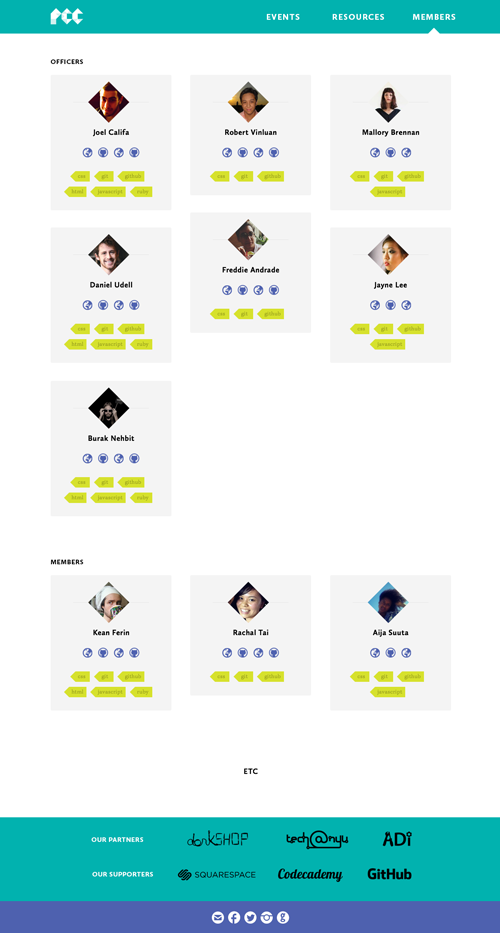 PCC EVENTS RESOURCES MEMBERS
OFFICERS
Joel Califa
css git github
html javascript ruby
Robert Vinluan
css git github
Mallory Brennan
css git github
javascript
Daniel Udell
css git github
html javascript ruby
Freddie Andrade
css git github
Jayne Lee
css git github
javascript
Burak Nehbit
css git github
html javascript ruby
MEMBERS
Kean Ferin
css git github
html javascript ruby
Rachal Tai
css git github
Aija Suuta
css git github
javascript
ETC
OUR PARTNERS dorkSHOP tech@nyu ADi
OUR SUPPORTERS SQUARESPACE Codecademy GitHub
g